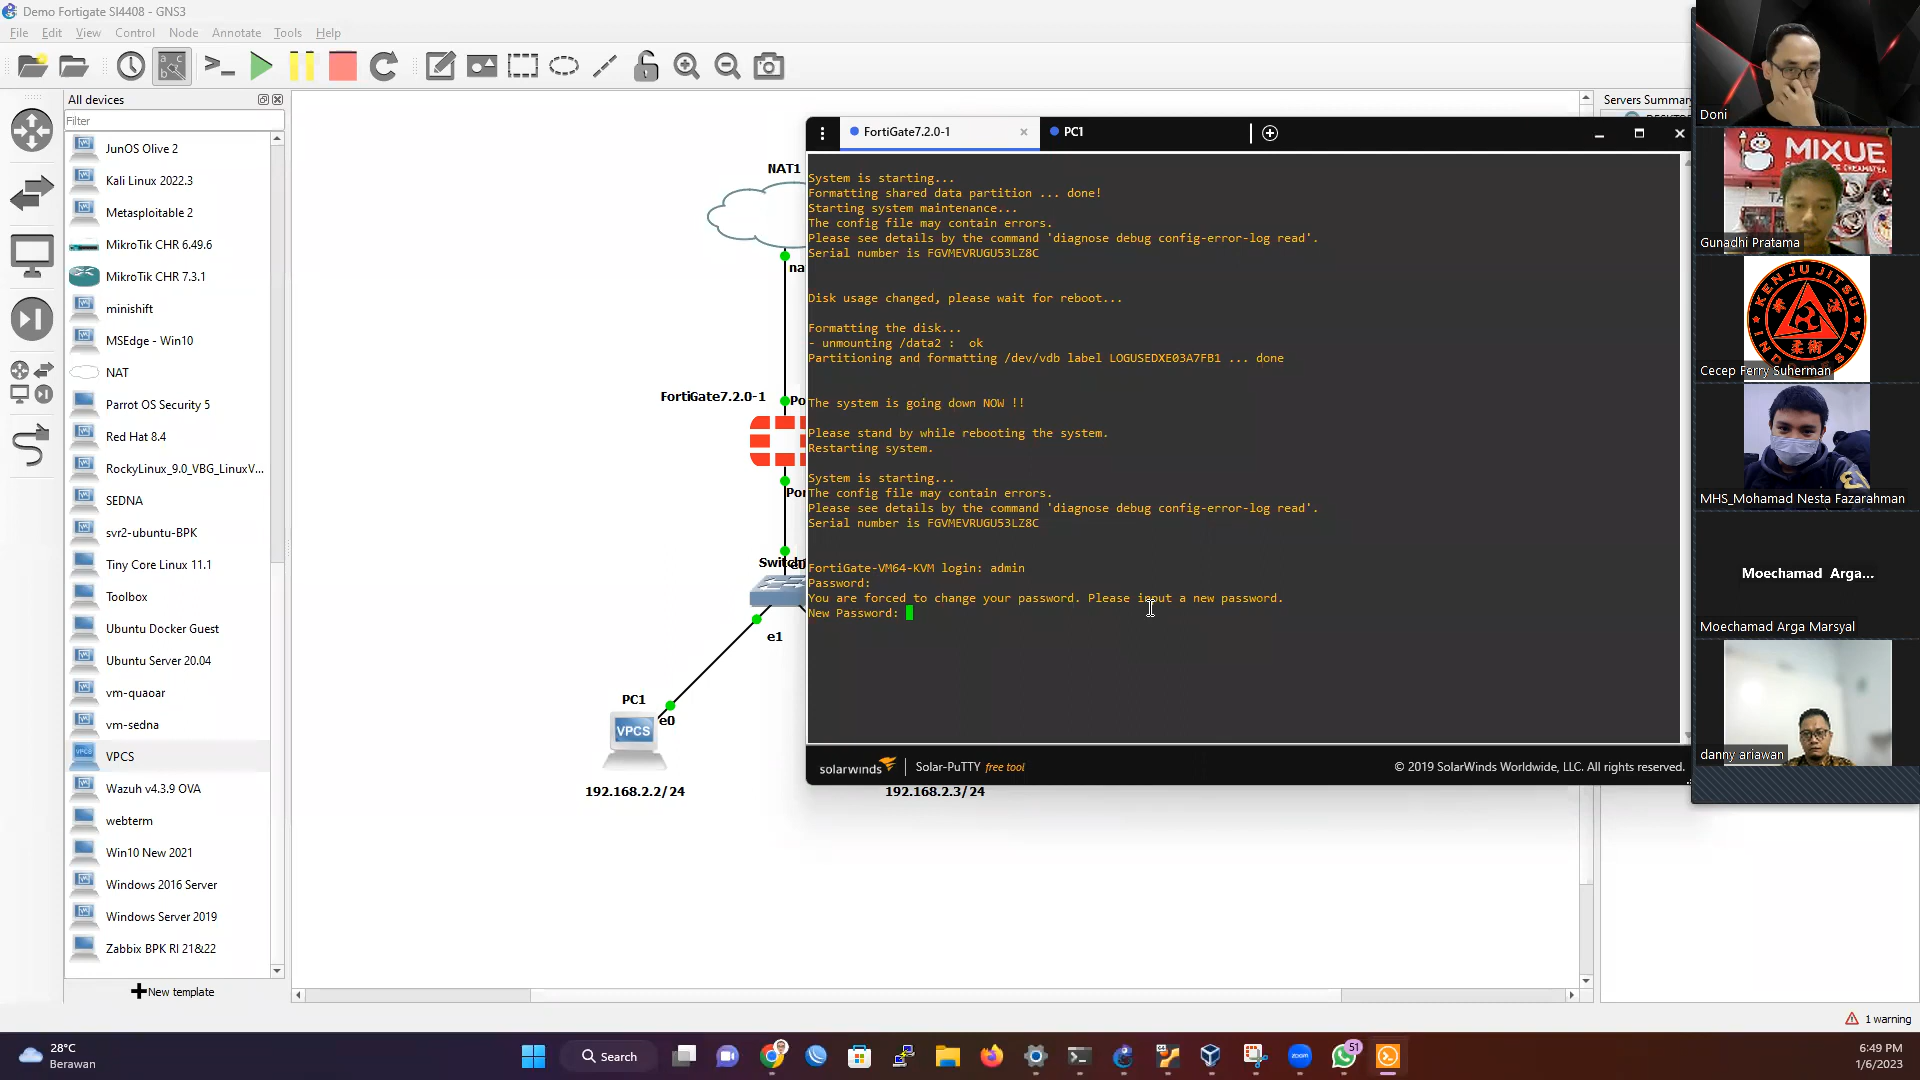 Demo Fortigate SI4408 - GNS3
File Edit View Control Node Annotate Tools Help
All devices
Filter
JunOS Olive 2
Kali Linux 2022.3
Metasploitable 2
MikroTik CHR 6.49.6
MikroTik CHR 7.3.1
minishift
MSEdge - Win10
NAT
Parrot OS Security 5
Red Hat 8.4
RockyLinux_9.0_VBG_LinuxV...
SEDNA
svr2-ubuntu-BPK
Tiny Core Linux 11.1
Toolbox
Ubuntu Docker Guest
Ubuntu Server 20.04
vm-quaoar
vm-sedna
VPCS
Wazuh v4.3.9 OVA
webterm
Win10 New 2021
Windows 2016 Server
Windows Server 2019
Zabbix BPK RI 21&22
New template
NAT1
na
FortiGate7.2.0-1
Po
Por
Switch
e0
e1
PC1
e0
VPCS
192.168.2.2/24
192.168.2.3/24
Servers Summary
FortiGate7.2.0-1
PC1
System is starting...
Formatting shared data partition ... done!
Starting system maintenance...
The config file may contain errors.
Please see details by the command 'diagnose debug config-error-log read'.
Serial number is FGVMEVRUGU53LZ8C
Disk usage changed, please wait for reboot...
Formatting the disk...
- unmounting /data2 :  ok
Partitioning and formatting /dev/vdb label LOGUSEDXE03A7FB1 ... done
The system is going down NOW !!
Please stand by while rebooting the system.
Restarting system.
System is starting...
The config file may contain errors.
Please see details by the command 'diagnose debug config-error-log read'.
Serial number is FGVMEVRUGU53LZ8C
FortiGate-VM64-KVM login: admin
Password:
You are forced to change your password. Please input a new password.
New Password:
solarwinds
Solar-PuTTY free tool
© 2019 SolarWinds Worldwide, LLC. All rights reserved.
Doni
MIXUE
Gunadhi Pratama
KENJUJITSU
INDONESIA
柔術
Cecep Ferry Suherman
MHS_Mohamad Nesta Fazarahman
Moechamad Arga...
Moechamad Arga Marsyal
danny ariawan
1 warning
28°C
Berawan
Search
51
zoom
6:49 PM
1/6/2023